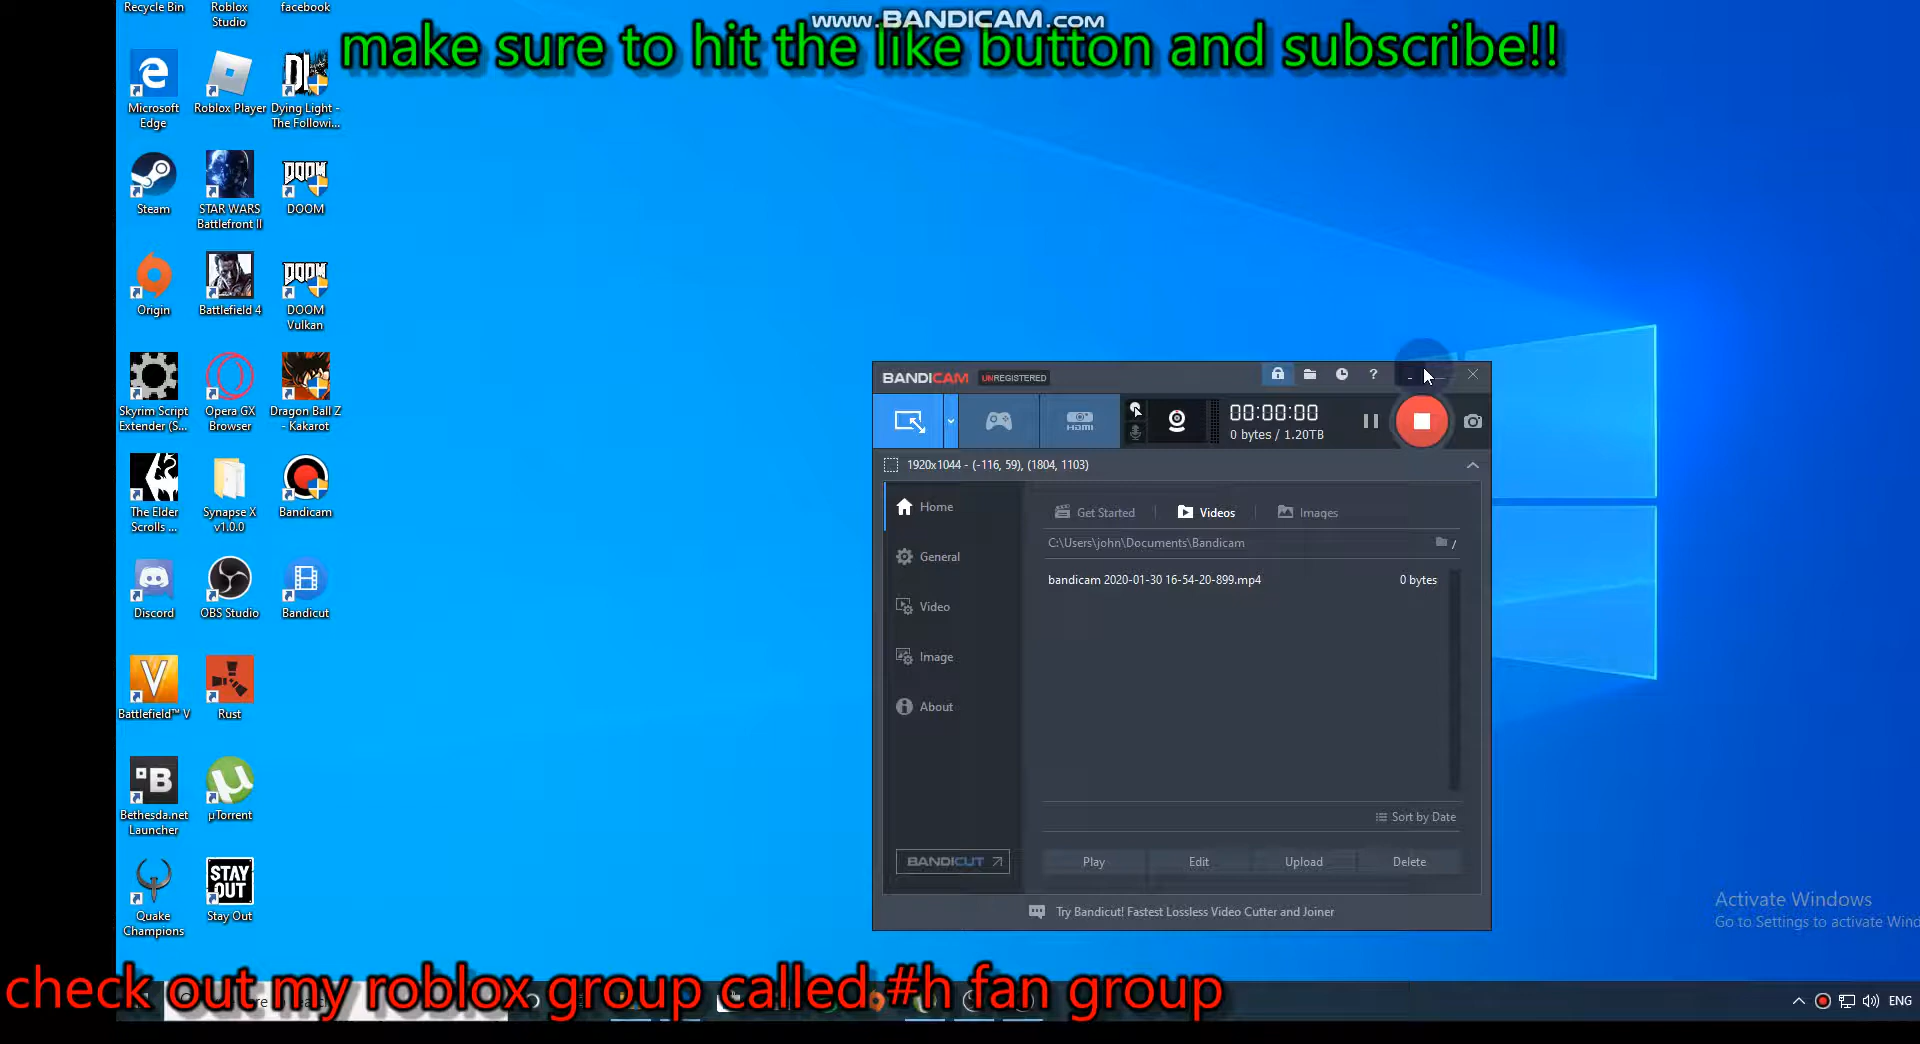 www.BANDICAM.com
make sure to hit the like button and subscribe!!
Recycle Bin
Roblox
Studio
facebook
Microsoft
Edge
Roblox Player
Dying Light -
The Followi...
Steam
STAR WARS
Battlefront II
DOOM
DOOM
Origin
Battlefield 4
DOOM
DOOM
Vulkan
Skyrim Script
Extender (S...
Opera GX
Browser
Dragon Ball Z
- Kakarot
The Elder
Scrolls ...
Synapse X
v1.0.0
Bandicam
Discord
OBS Studio
Bandicut
Battlefield™ V
Rust
Bethesda.net
Launcher
µTorrent
STAY
OUT
Quake
Champions
Stay Out
BANDICAM UNREGISTERED
HDMI
00:00:00
0 bytes / 1.20TB
1920x1044 - (-116, 59), (1804, 1103)
Home
General
Video
Image
About
Get Started
Videos
Images
C:\Users\john\Documents\Bandicam
/
bandicam 2020-01-30 16-54-20-899.mp4
0 bytes
Sort by Date
BANDICUT
Play
Edit
Upload
Delete
Try Bandicut! Fastest Lossless Video Cutter and Joiner
Activate Windows
Go to Settings to activate Wind
check out my roblox group called #h fan group
ENG